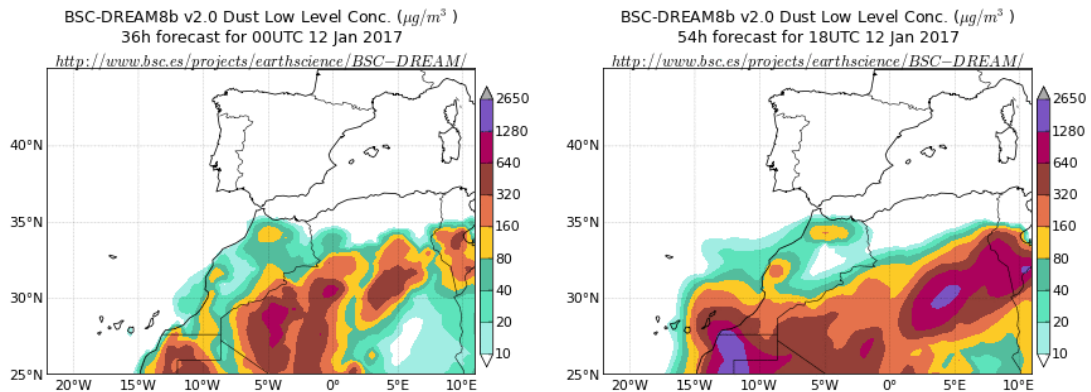 BSC-DREAM8b v2.0 Dust Low Level Conc. (μg/m³ )
36h forecast for 00UTC 12 Jan 2017
http://www.bsc.es/projects/earthscience/BSC−DREAM/
40°N
35°N
30°N
25°N
20°W
15°W
10°W
5°W
0°
5°E
10°E
2650
1280
640
320
160
80
40
20
10
BSC-DREAM8b v2.0 Dust Low Level Conc. (μg/m³ )
54h forecast for 18UTC 12 Jan 2017
http://www.bsc.es/projects/earthscience/BSC−DREAM/
40°N
35°N
30°N
25°N
20°W
15°W
10°W
5°W
0°
5°E
10°E
2650
1280
640
320
160
80
40
20
10